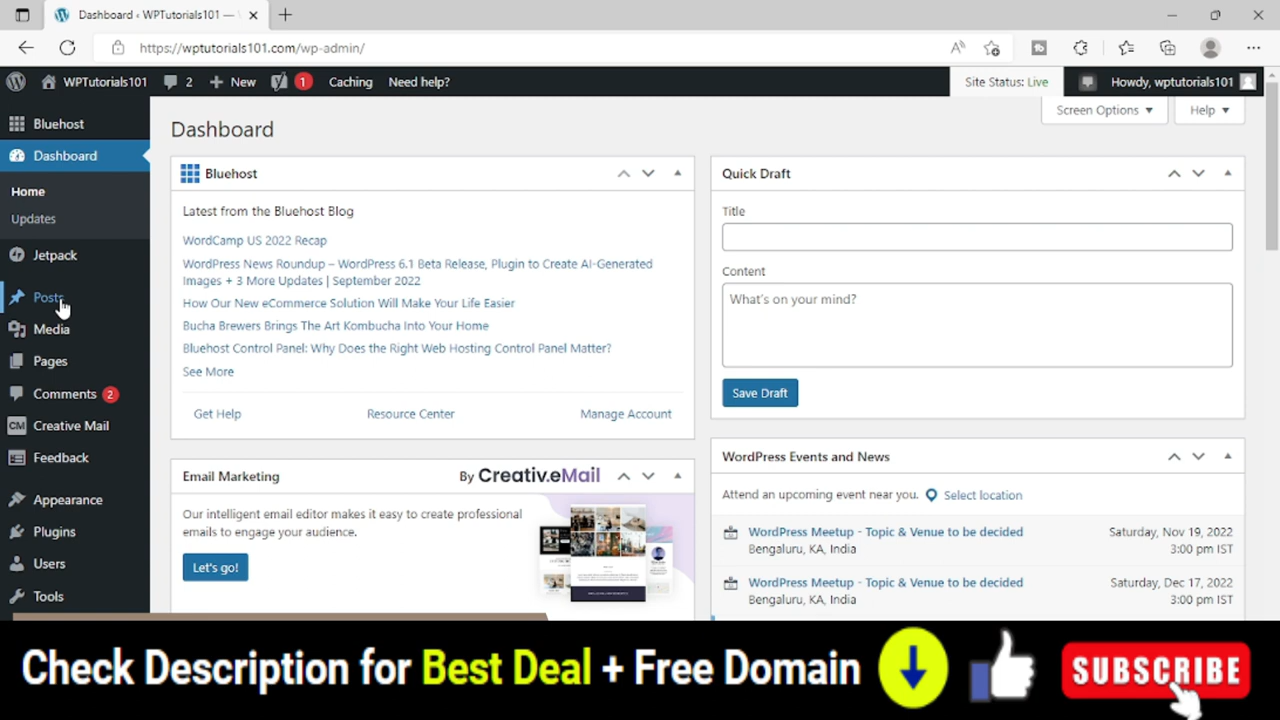 Dashboard ‹ WPTutorials101 —
https://wptutorials101.com/wp-admin/
WPTutorials101
2
New
1
Caching
Need help?
Site Status: Live
Howdy, wptutorials101
Bluehost
Dashboard
Home
Updates
Jetpack
Posts
Media
Pages
Comments 2
CM Creative Mail
Feedback
Appearance
Plugins
Users
Tools
Screen Options
Help
Dashboard
Bluehost
Latest from the Bluehost Blog
WordCamp US 2022 Recap
WordPress News Roundup – WordPress 6.1 Beta Release, Plugin to Create AI-Generated
Images + 3 More Updates | September 2022
How Our New eCommerce Solution Will Make Your Life Easier
Bucha Brewers Brings The Art Kombucha Into Your Home
Bluehost Control Panel: Why Does the Right Web Hosting Control Panel Matter?
See More
Get Help
Resource Center
Manage Account
Email Marketing
By Creativ.eMail
Our intelligent email editor makes it easy to create professional
emails to engage your audience.
Let's go!
Quick Draft
Title
Content
What's on your mind?
Save Draft
WordPress Events and News
Attend an upcoming event near you.
Select location
WordPress Meetup - Topic & Venue to be decided
Saturday, Nov 19, 2022
Bengaluru, KA, India
3:00 pm IST
WordPress Meetup - Topic & Venue to be decided
Saturday, Dec 17, 2022
Bengaluru, KA, India
3:00 pm IST
Check Description for Best Deal + Free Domain
SUBSCRIBE